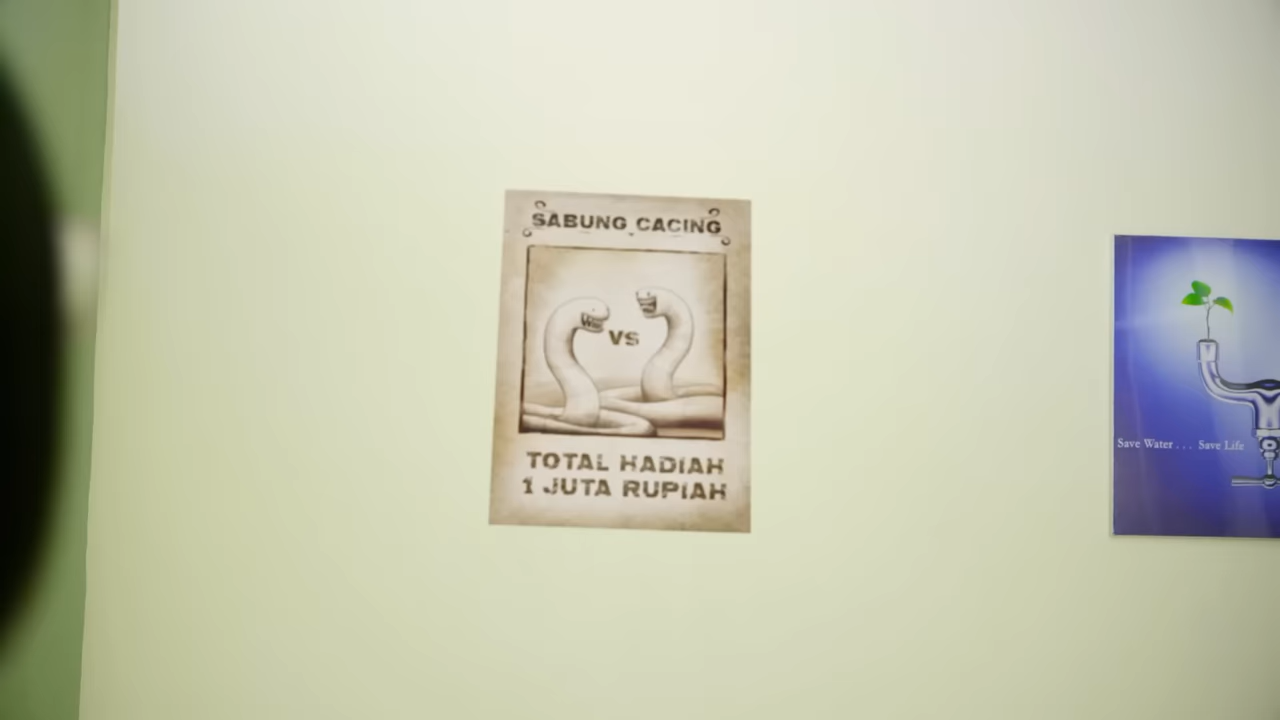 SABUNG CACING
VS
TOTAL HADIAH
1 JUTA RUPIAH
Save Water . . . Save Life